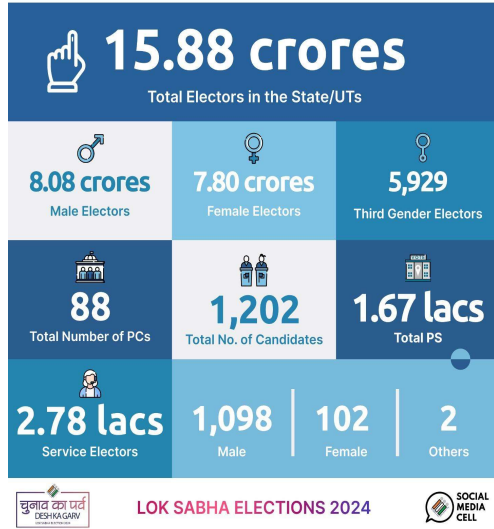 15.88 crores
Total Electors in the State/UTs
8.08 crores
Male Electors
7.80 crores
Female Electors
5,929
Third Gender Electors
88
Total Number of PCs
1,202
Total No. of Candidates
1.67 lacs
Total PS
2.78 lacs
Service Electors
1,098
Male
102
Female
2
Others
चुनाव का पर्व
DESH KA GARV
LOK SABHA ELECTIONS 2024
SOCIAL
MEDIA
CELL